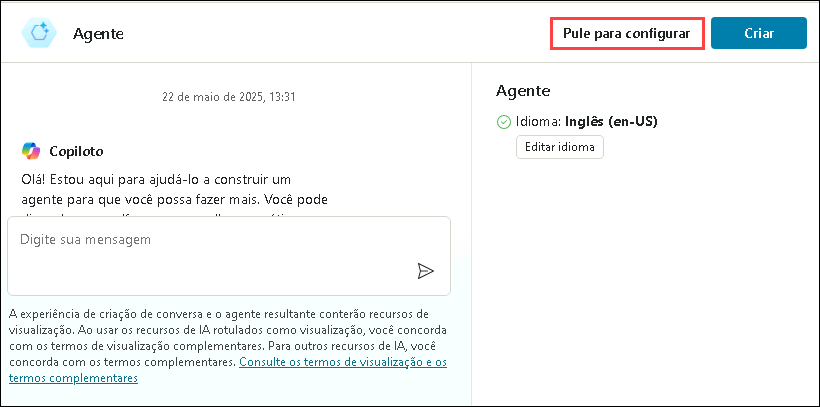 Agente
Pule para configurar
Criar
22 de maio de 2025, 13:31
Copiloto
Olá! Estou aqui para ajudá-lo a construir um
agente para que você possa fazer mais. Você pode
Digite sua mensagem
A experiência de criação de conversa e o agente resultante conterão recursos de
visualização. Ao usar os recursos de IA rotulados como visualização, você concorda
com os termos de visualização complementares. Para outros recursos de IA, você
concorda com os termos complementares. Consulte os termos de visualização e os
termos complementares
Agente
Idioma: Inglês (en-US)
Editar idioma